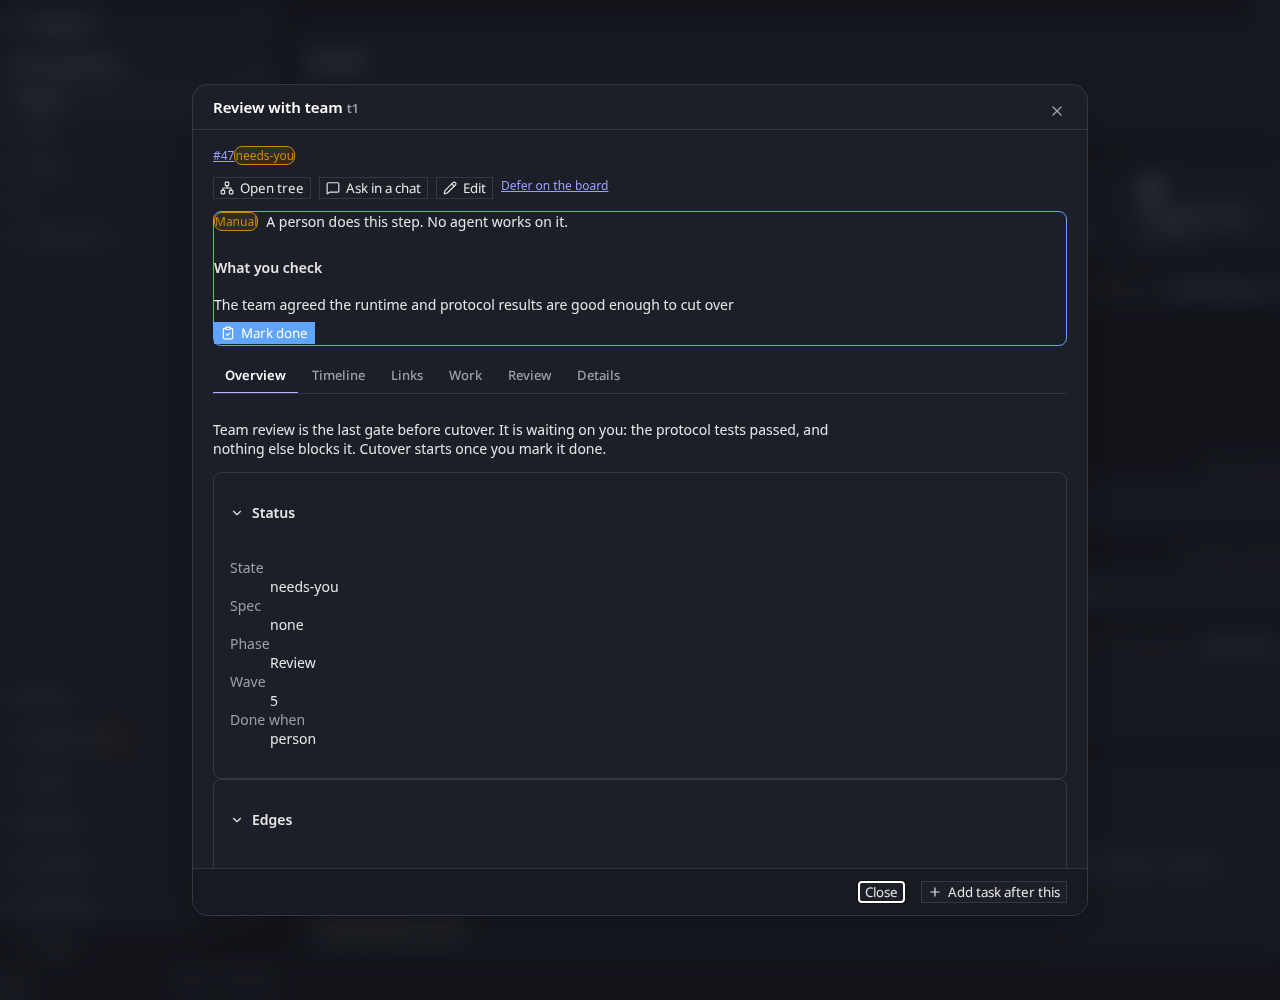 Review with team t1
#47 needs-you
Open tree Ask in a chat Edit Defer on the board
Manual A person does this step. No agent works on it.
What you check
The team agreed the runtime and protocol results are good enough to cut over
Mark done
Overview Timeline Links Work Review Details
Team review is the last gate before cutover. It is waiting on you: the protocol tests passed, and
nothing else blocks it. Cutover starts once you mark it done.
Status
State
needs-you
Spec
none
Phase
Review
Wave
5
Done when
person
Edges
Close Add task after this